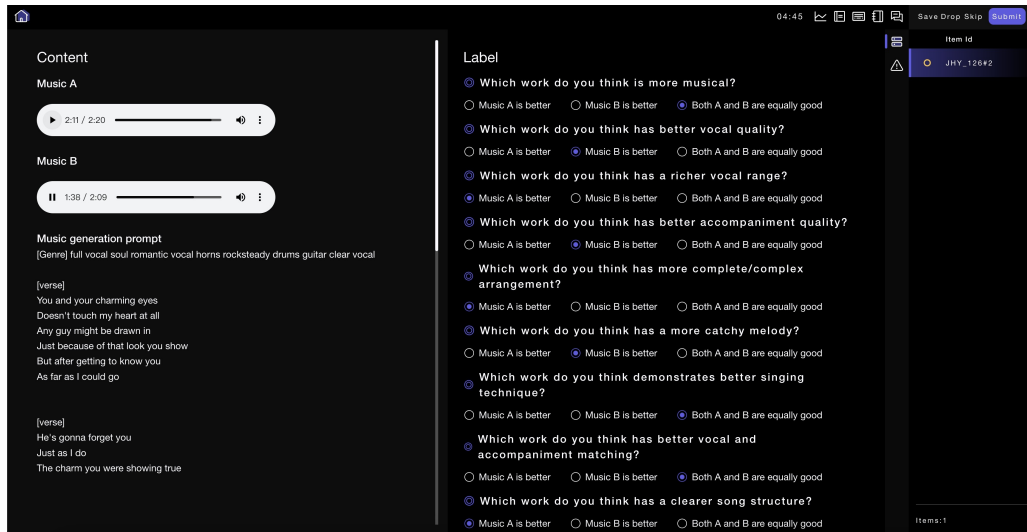 04:45
Save Drop Skip Submit
Content
Music A
2:11 / 2:20
Music B
1:38 / 2:09
Music generation prompt
[Genre] full vocal soul romantic vocal horns rocksteady drums guitar clear vocal
[verse]
You and your charming eyes
Doesn't touch my heart at all
Any guy might be drawn in
Just because of that look you show
But after getting to know you
As far as I could go
[verse]
He's gonna forget you
Just as I do
The charm you were showing true
Label
Which work do you think is more musical?
Music A is better Music B is better Both A and B are equally good
Which work do you think has better vocal quality?
Music A is better Music B is better Both A and B are equally good
Which work do you think has a richer vocal range?
Music A is better Music B is better Both A and B are equally good
Which work do you think has better accompaniment quality?
Music A is better Music B is better Both A and B are equally good
Which work do you think has more complete/complex
arrangement?
Music A is better Music B is better Both A and B are equally good
Which work do you think has a more catchy melody?
Music A is better Music B is better Both A and B are equally good
Which work do you think demonstrates better singing
technique?
Music A is better Music B is better Both A and B are equally good
Which work do you think has better vocal and
accompaniment matching?
Music A is better Music B is better Both A and B are equally good
Which work do you think has a clearer song structure?
Music A is better Music B is better Both A and B are equally good
Item Id
JHY_126#2
Items:1